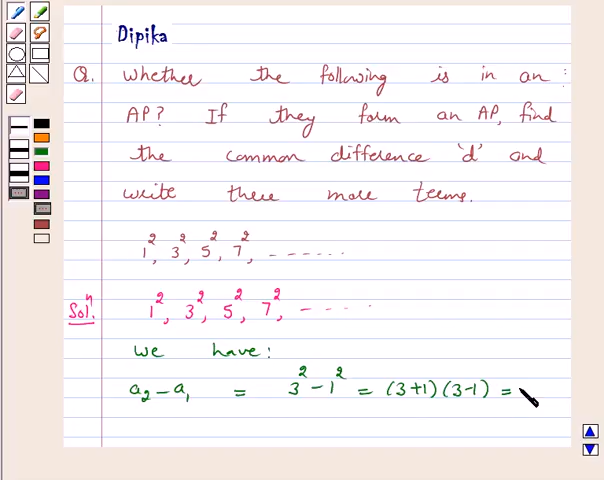 Dipika
Q. whether the following is in an
AP? If they form an AP, find
the common difference 'd' and
write there more terms.
1², 3², 5², 7², -------
Solⁿ. 1², 3², 5², 7², -----
we have:
a₂ - a₁ = 3² - 1² = (3+1)(3-1) =